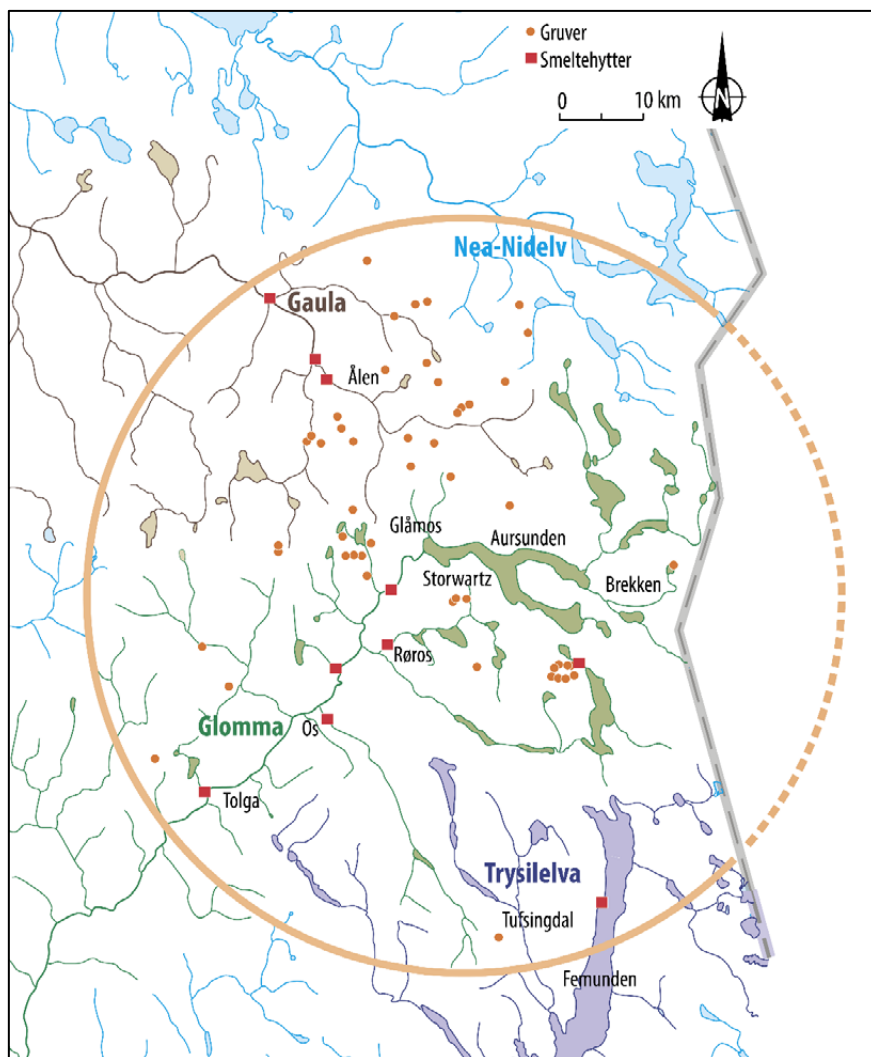 Gruver
Smeltehytter
0 10 km
N
Nea-Nidelv
Gaula
Ålen
Glåmos
Aursunden
Storwartz
Brekken
Røros
Glomma
Os
Tolga
Trysilelva
Tufsingdal
Femunden